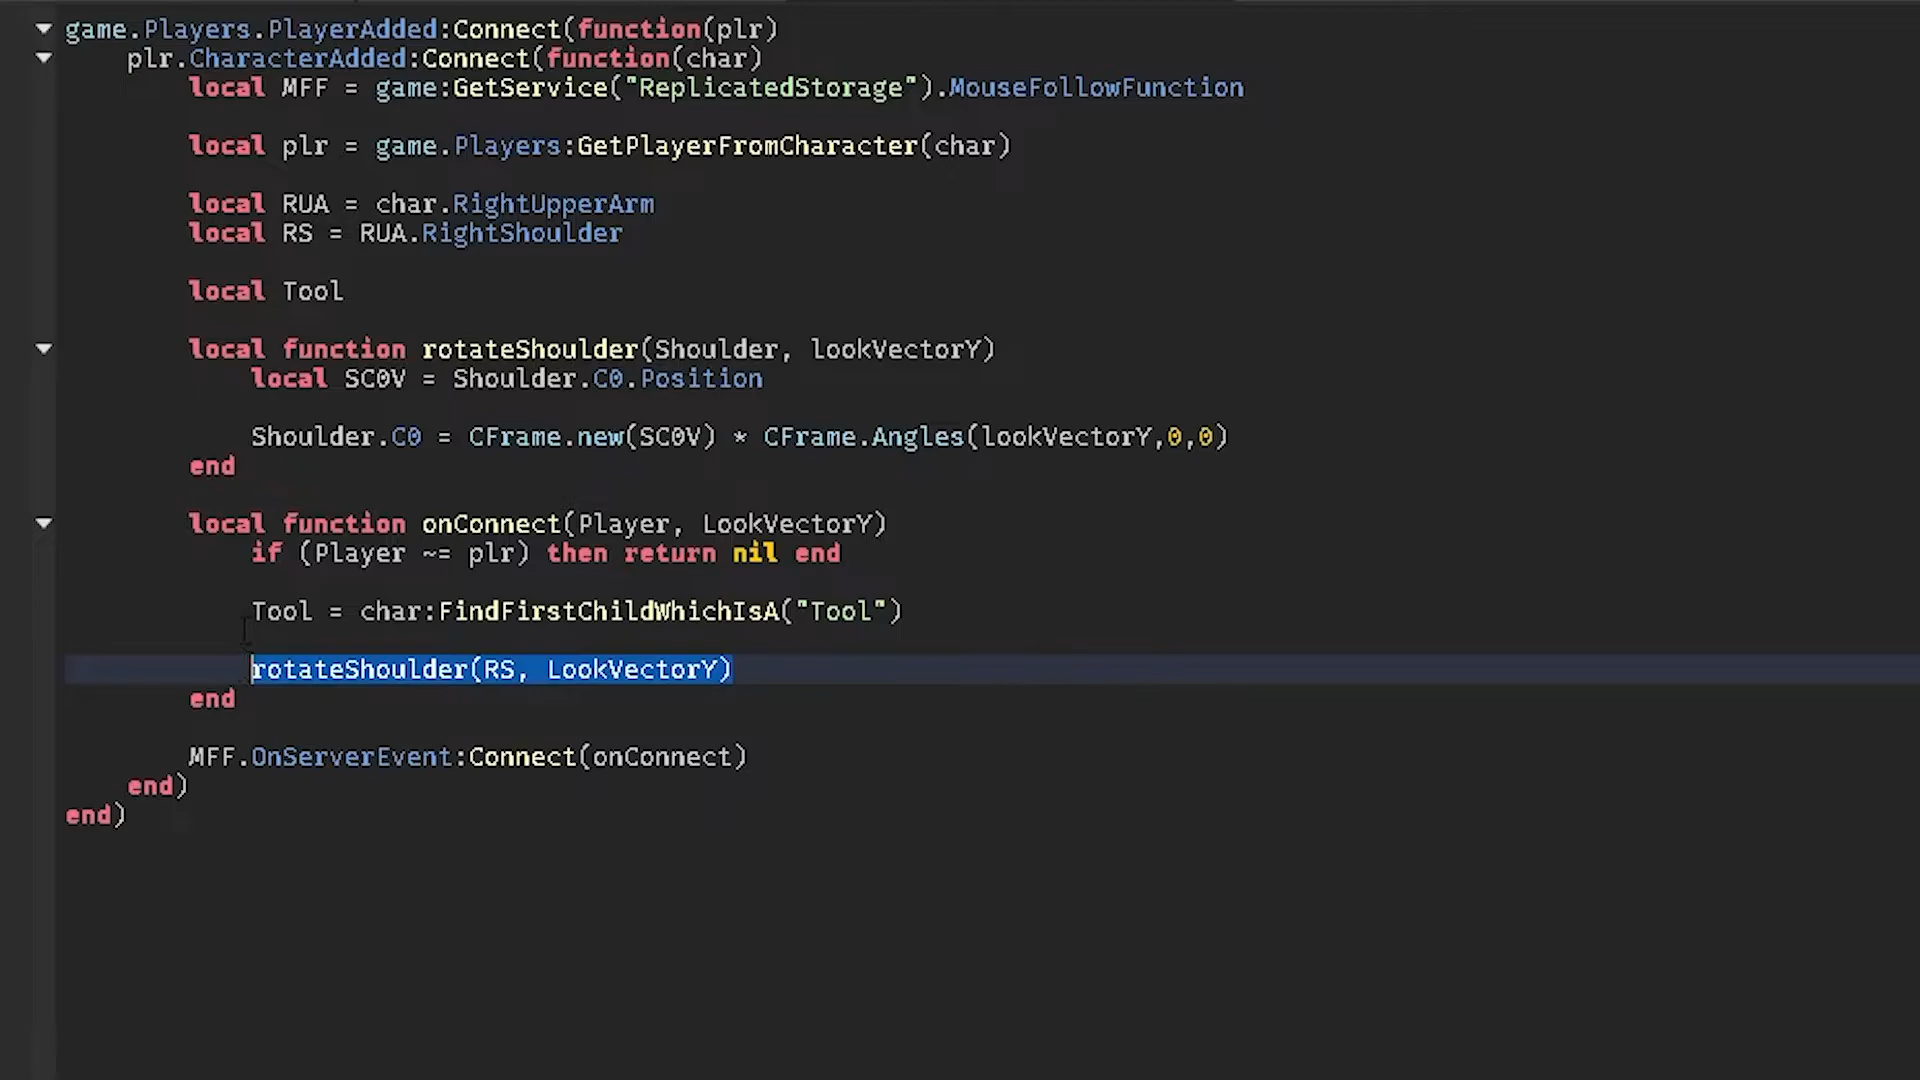 game.Players.PlayerAdded:Connect(function(plr)
plr.CharacterAdded:Connect(function(char)
local MFF = game:GetService("ReplicatedStorage").MouseFollowFunction
local plr = game.Players:GetPlayerFromCharacter(char)
local RUA = char.RightUpperArm
local RS = RUA.RightShoulder
local Tool
local function rotateShoulder(Shoulder, lookVectorY)
local SC0V = Shoulder.C0.Position
Shoulder.C0 = CFrame.new(SC0V) * CFrame.Angles(lookVectorY,0,0)
end
local function onConnect(Player, LookVectorY)
if (Player ~= plr) then return nil end
Tool = char:FindFirstChildWhichIsA("Tool")
rotateShoulder(RS, LookVectorY)
end
MFF.OnServerEvent:Connect(onConnect)
end)
end)